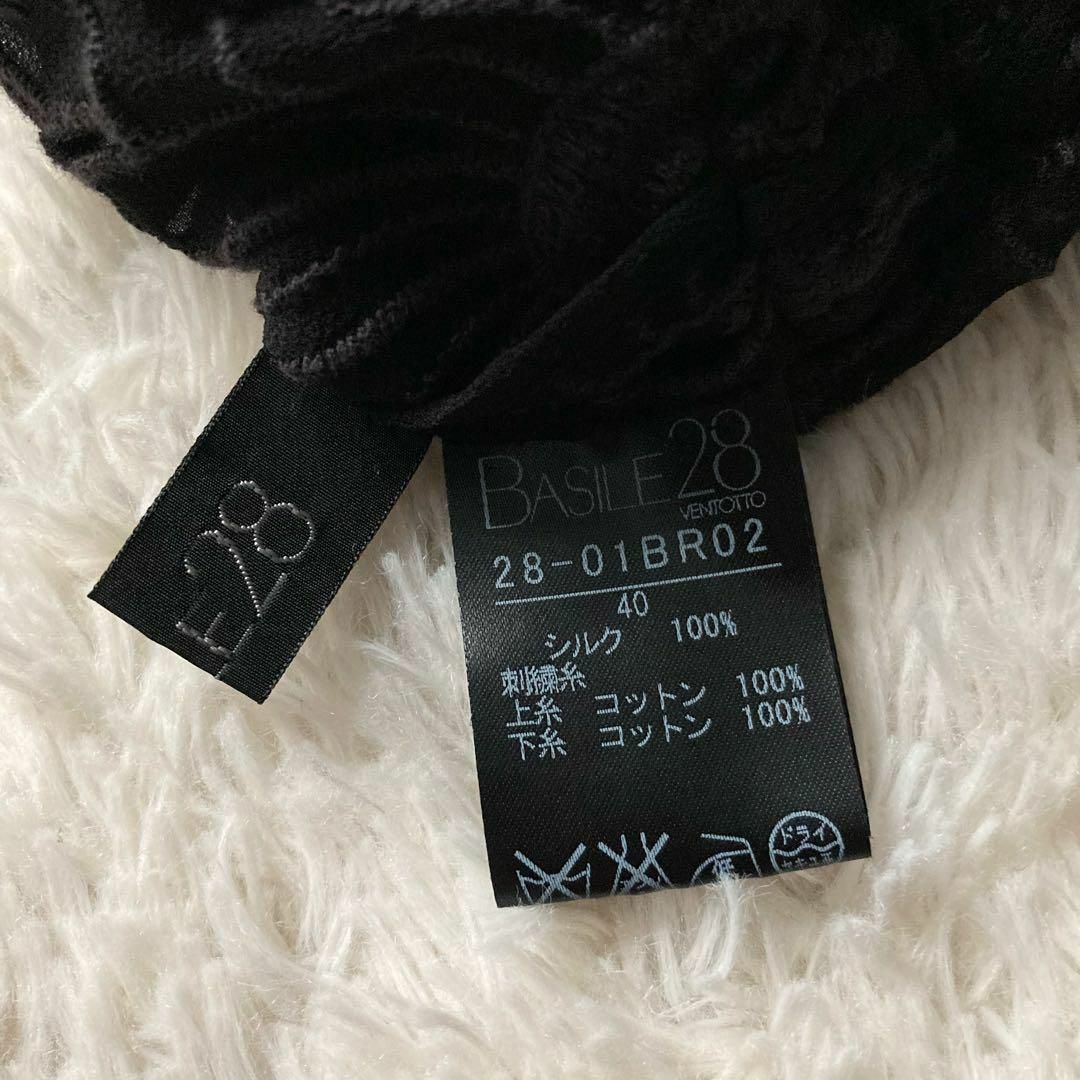 E28
BASILE28
VENTOTTO
28-01BR02
40
シルク 100%
刺繍糸
上糸 コットン 100%
下糸 コットン 100%
ドライ